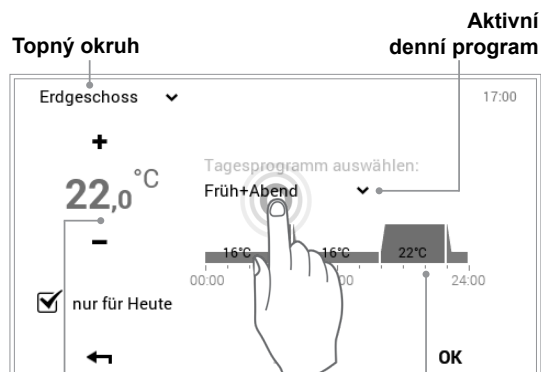 Topný okruh
Aktivní
denní program
Erdgeschoss
17:00
+
22,0 °C
Tagesprogramm auswählen:
Früh+Abend
−
16°C 16°C 22°C
00:00 00 24:00
nur für Heute
OK